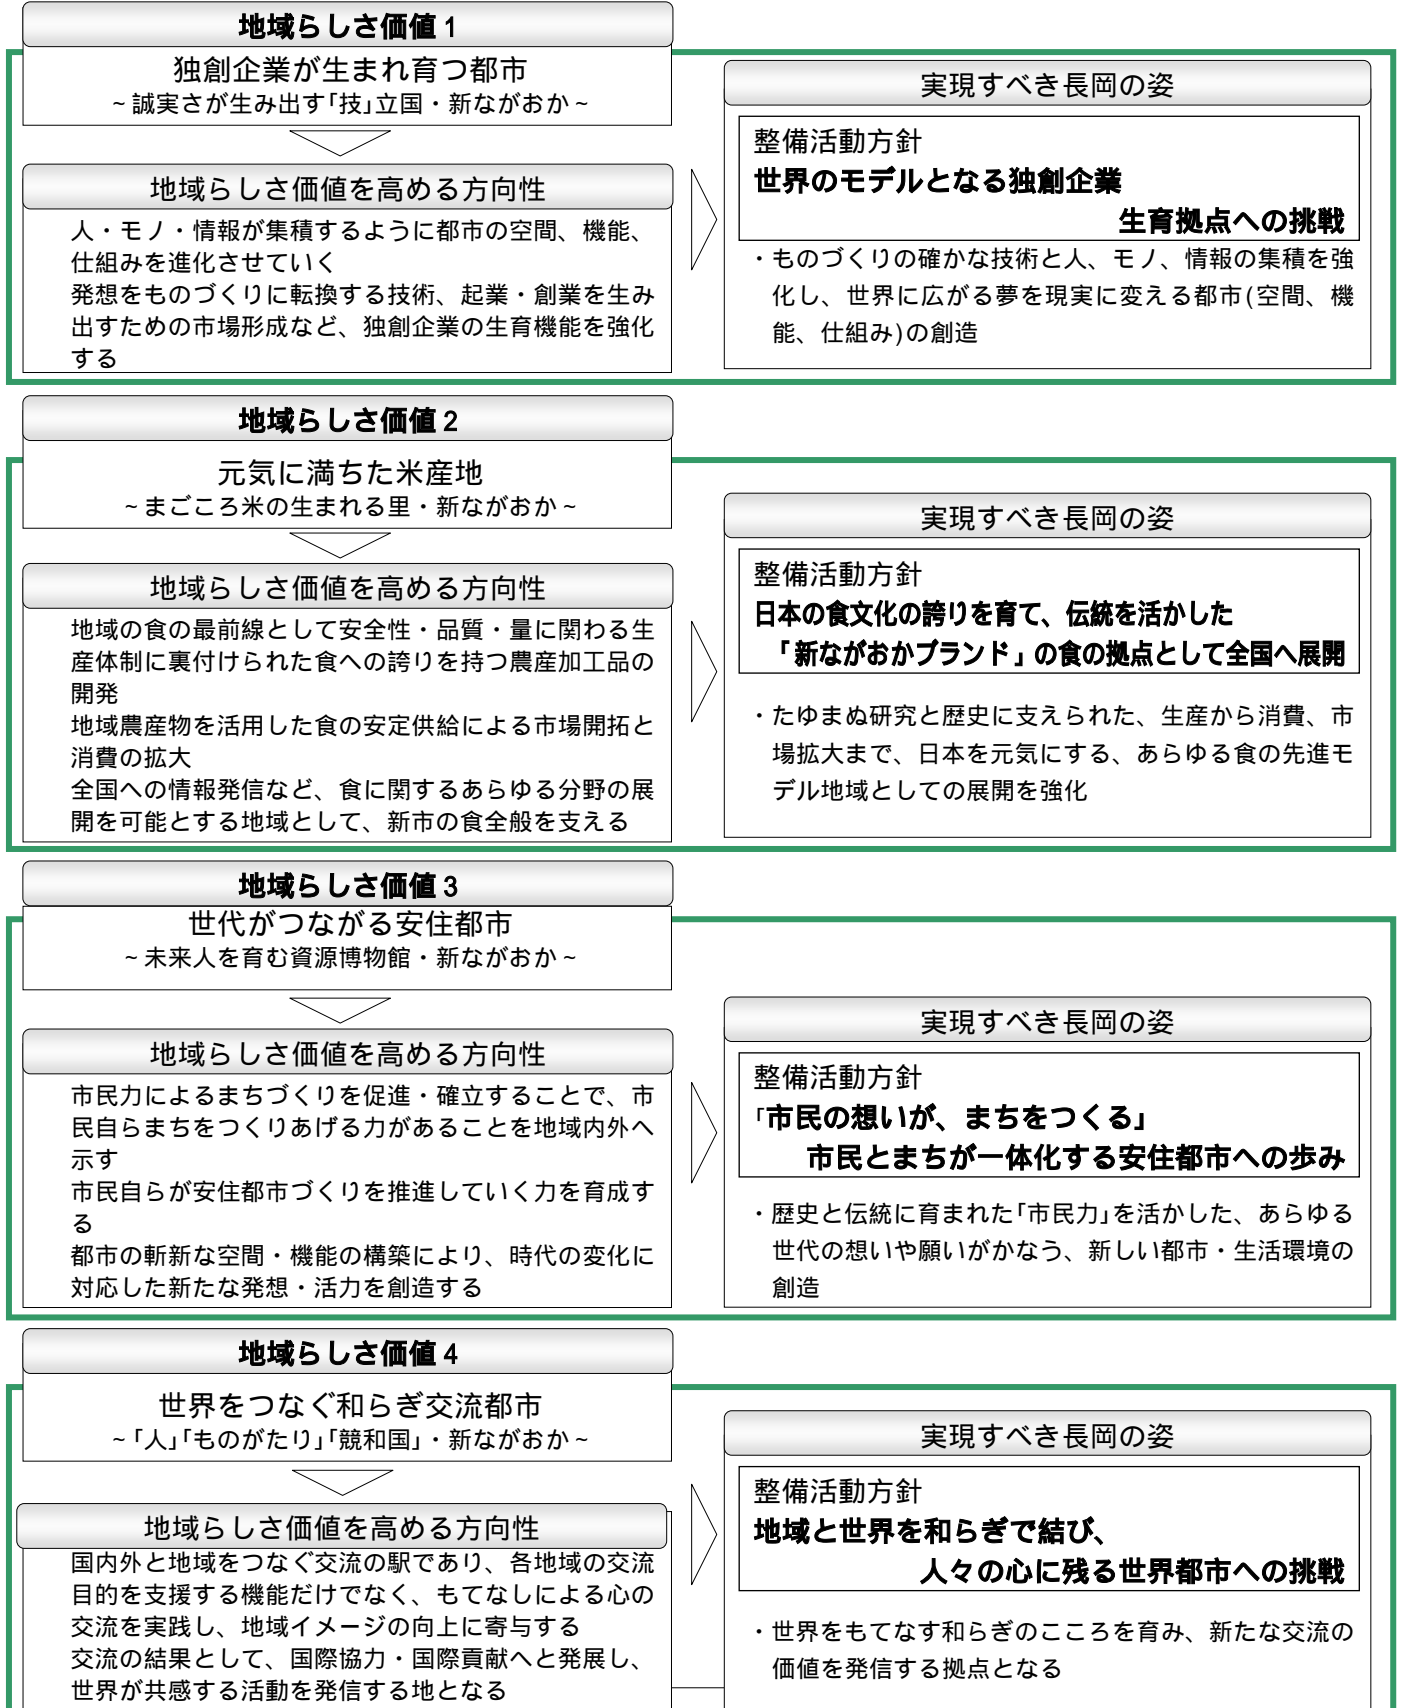 地域らしさ価値1
独創企業が生まれ育つ都市
~誠実さが生み出す「技」立国・新ながおか~
地域らしさ価値を高める方向性
人・モノ・情報が集積するように都市の空間、機能、
仕組みを進化させていく
発想をものづくりに転換する技術、起業・創業を生み
出すための市場形成など、独創企業の生育機能を強化
する
実現すべき長岡の姿
整備活動方針
世界のモデルとなる独創企業
生育拠点への挑戦
・ものづくりの確かな技術と人、モノ、情報の集積を強
化し、世界に広がる夢を現実に変える都市(空間、機
能、仕組み)の創造
地域らしさ価値2
元気に満ちた米産地
~まごころ米の生まれる里・新ながおか~
地域らしさ価値を高める方向性
地域の食の最前線として安全性・品質・量に関わる生
産体制に裏付けられた食への誇りを持つ農産加工品の
開発
地域農産物を活用した食の安定供給による市場開拓と
消費の拡大
全国への情報発信など、食に関するあらゆる分野の展
開を可能とする地域として、新市の食全般を支える
実現すべき長岡の姿
整備活動方針
日本の食文化の誇りを育て、伝統を活かした
「新ながおかブランド」の食の拠点として全国へ展開
・たゆまぬ研究と歴史に支えられた、生産から消費、市
場拡大まで、日本を元気にする、あらゆる食の先進モ
デル地域としての展開を強化
地域らしさ価値3
世代がつながる安住都市
~未来人を育む資源博物館・新ながおか~
地域らしさ価値を高める方向性
市民力によるまちづくりを促進・確立することで、市
民自らまちをつくりあげる力があることを地域内外へ
示す
市民自らが安住都市づくりを推進していく力を育成す
る
都市の斬新な空間・機能の構築により、時代の変化に
対応した新たな発想・活力を創造する
実現すべき長岡の姿
整備活動方針
「市民の想いが、まちをつくる」
市民とまちが一体化する安住都市への歩み
・歴史と伝統に育まれた「市民力」を活かした、あらゆる
世代の想いや願いがかなう、新しい都市・生活環境の
創造
地域らしさ価値4
世界をつなぐ和らぎ交流都市
~「人」「ものがたり」「競和国」・新ながおか~
地域らしさ価値を高める方向性
国内外と地域をつなぐ交流の駅であり、各地域の交流
目的を支援する機能だけでなく、もてなしによる心の
交流を実践し、地域イメージの向上に寄与する
交流の結果として、国際協力・国際貢献へと発展し、
世界が共感する活動を発信する地となる
実現すべき長岡の姿
整備活動方針
地域と世界を和らぎで結び、
人々の心に残る世界都市への挑戦
・世界をもてなす和らぎのこころを育み、新たな交流の
価値を発信する拠点となる